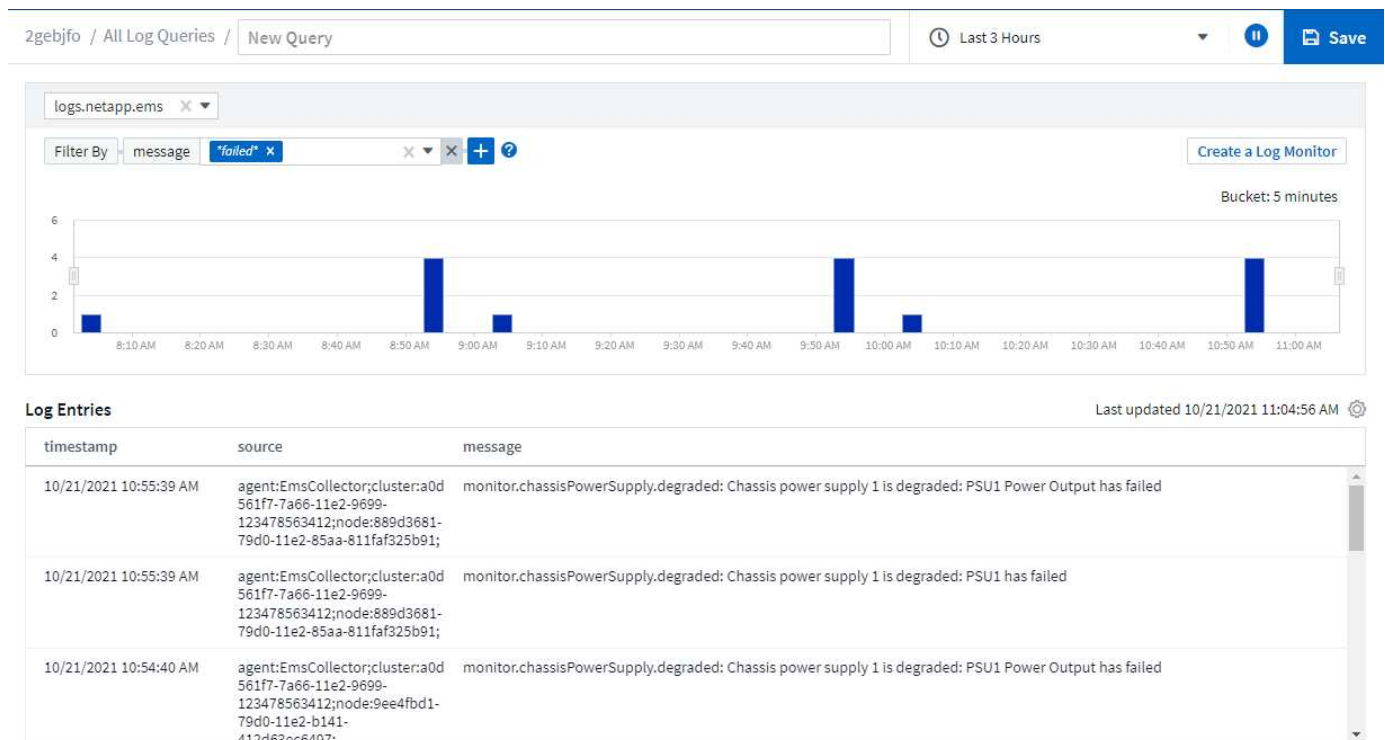 2gebjfo / All Log Queries / New Query
Last 3 Hours
Save
logs.netapp.ems
Filter By message *failed*
Create a Log Monitor
Bucket: 5 minutes
6
4
2
0
8:10 AM 8:20 AM 8:30 AM 8:40 AM 8:50 AM 9:00 AM 9:10 AM 9:20 AM 9:30 AM 9:40 AM 9:50 AM 10:00 AM 10:10 AM 10:20 AM 10:30 AM 10:40 AM 10:50 AM 11:00 AM
Log Entries
Last updated 10/21/2021 11:04:56 AM
timestamp source message
10/21/2021 10:55:39 AM agent:EmsCollector;cluster:a0d monitor.chassisPowerSupply.degraded: Chassis power supply 1 is degraded: PSU1 Power Output has failed
561f7-7a66-11e2-9699-
123478563412;node:889d3681-
79d0-11e2-85aa-811faf325b91;
10/21/2021 10:55:39 AM agent:EmsCollector;cluster:a0d monitor.chassisPowerSupply.degraded: Chassis power supply 1 is degraded: PSU1 has failed
561f7-7a66-11e2-9699-
123478563412;node:889d3681-
79d0-11e2-85aa-811faf325b91;
10/21/2021 10:54:40 AM agent:EmsCollector;cluster:a0d monitor.chassisPowerSupply.degraded: Chassis power supply 1 is degraded: PSU1 Power Output has failed
561f7-7a66-11e2-9699-
123478563412;node:9ee4fbd1-
79d0-11e2-b141-
412d63ec6497;